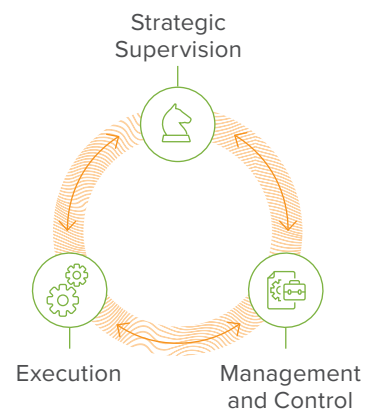 Strategic
Supervision
Execution
Management
and Control